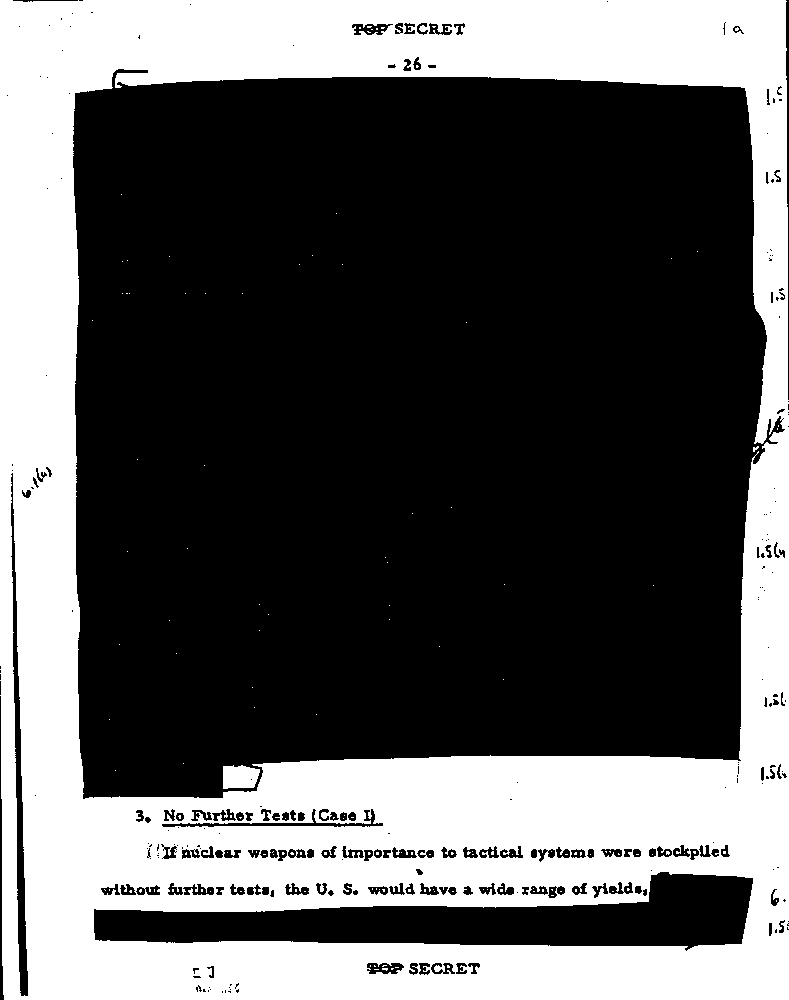 TOP SECRET
1a
- 26 -
1.5
1.5
1.5
6.1(a)
1.5(a
1.5(
1.5(a
3. No Further Tests (Case I)
If nuclear weapons of importance to tactical systems were stockpiled
without further tests, the U. S. would have a wide range of yields,
6.
1.5(
TOP SECRET